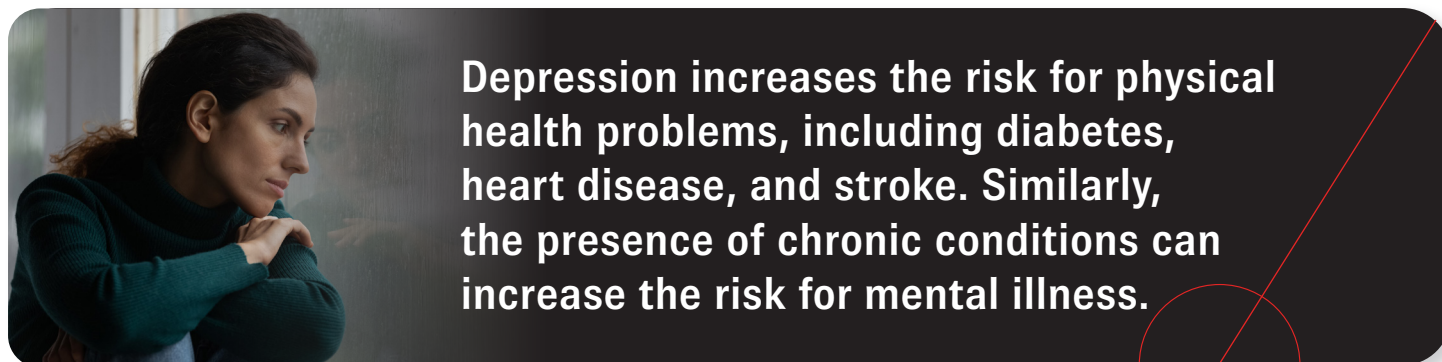 Depression increases the risk for physical
health problems, including diabetes,
heart disease, and stroke. Similarly,
the presence of chronic conditions can
increase the risk for mental illness.